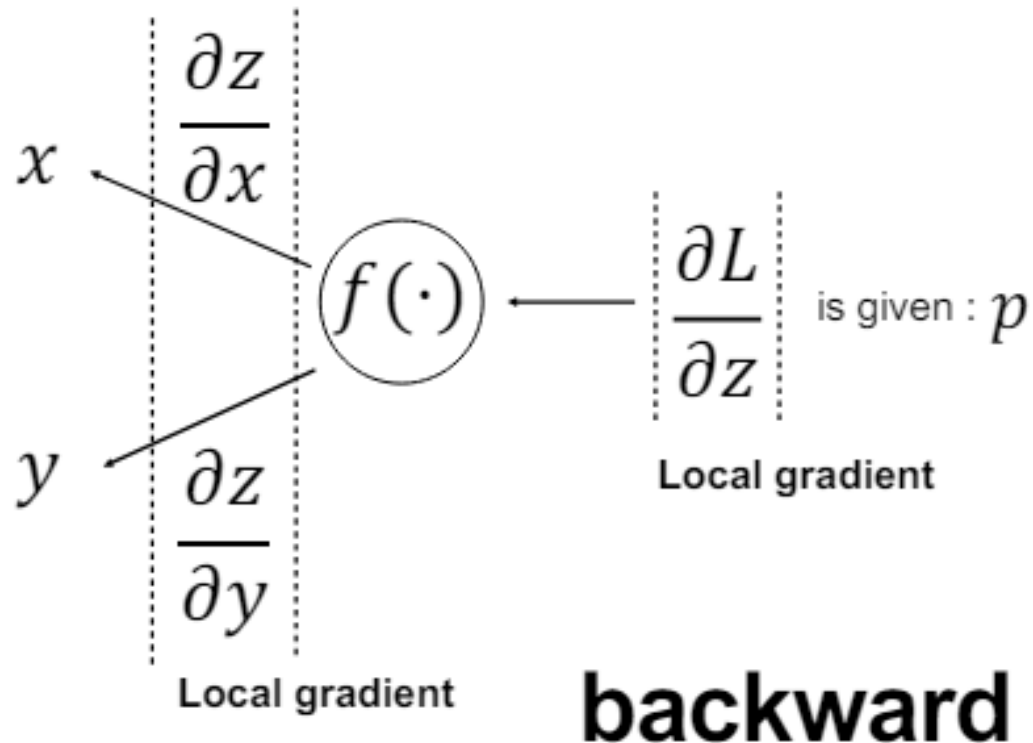 ∂z
∂x
x
f(·)
∂L
∂z
is given : p
y
∂z
∂y
Local gradient
Local gradient
backward